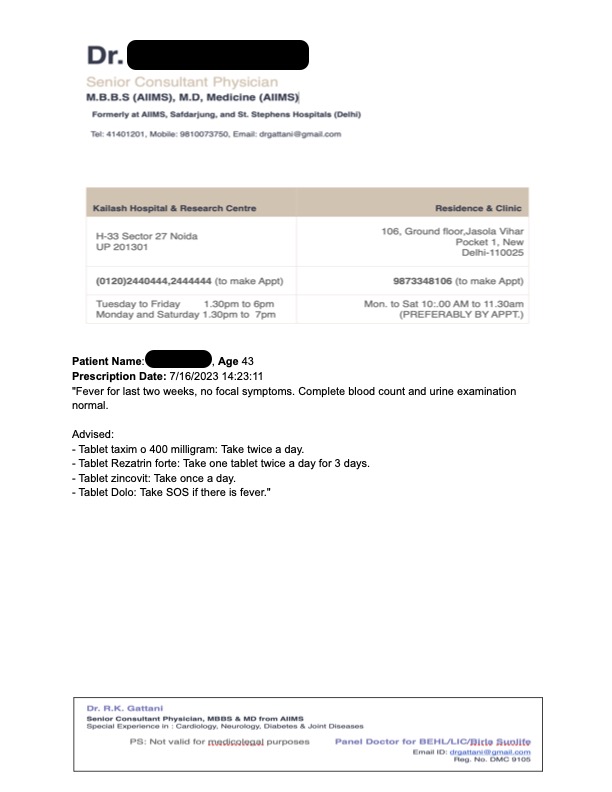 Dr.
Senior Consultant Physician
M.B.B.S (AIIMS), M.D, Medicine (AIIMS)
Formerly at AIIMS, Safdarjung, and St. Stephens Hospitals (Delhi)
Tel: 41401201, Mobile: 9810073750, Email: drgattani@gmail.com
Kailash Hospital & Research Centre Residence & Clinic
H-33 Sector 27 Noida
UP 201301
106, Ground floor,Jasola Vihar
Pocket 1, New
Delhi-110025
(0120)2440444,2444444 (to make Appt) 9873348106 (to make Appt)
Tuesday to Friday 1.30pm to 6pm
Monday and Saturday 1.30pm to 7pm
Mon. to Sat 10:.00 AM to 11.30am
(PREFERABLY BY APPT.)
Patient Name: , Age 43
Prescription Date: 7/16/2023 14:23:11
"Fever for last two weeks, no focal symptoms. Complete blood count and urine examination
normal.
Advised:
- Tablet taxim o 400 milligram: Take twice a day.
- Tablet Rezatrin forte: Take one tablet twice a day for 3 days.
- Tablet zincovit: Take once a day.
- Tablet Dolo: Take SOS if there is fever."
Dr. R.K. Gattani
Senior Consultant Physician, MBBS & MD from AIIMS
Special Experience in : Cardiology, Neurology, Diabetes & Joint Diseases
PS: Not valid for medicolegal purposes Panel Doctor for BEHL/LIC/Birla Sunlife
Email ID: drgattani@gmail.com
Reg. No. DMC 9105